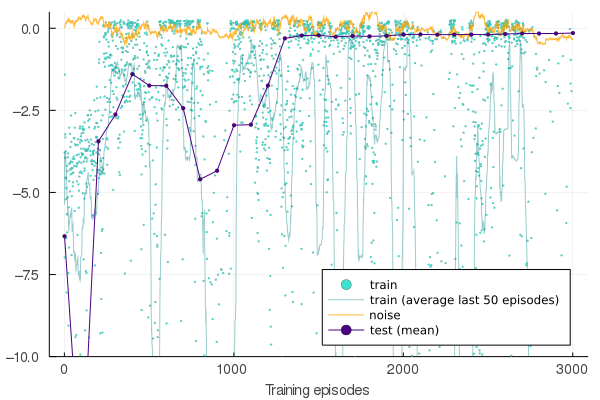 0.0
−2.5
−5.0
−7.5
−10.0
0
1000
2000
3000
Training episodes
train
train (average last 50 episodes)
noise
test (mean)